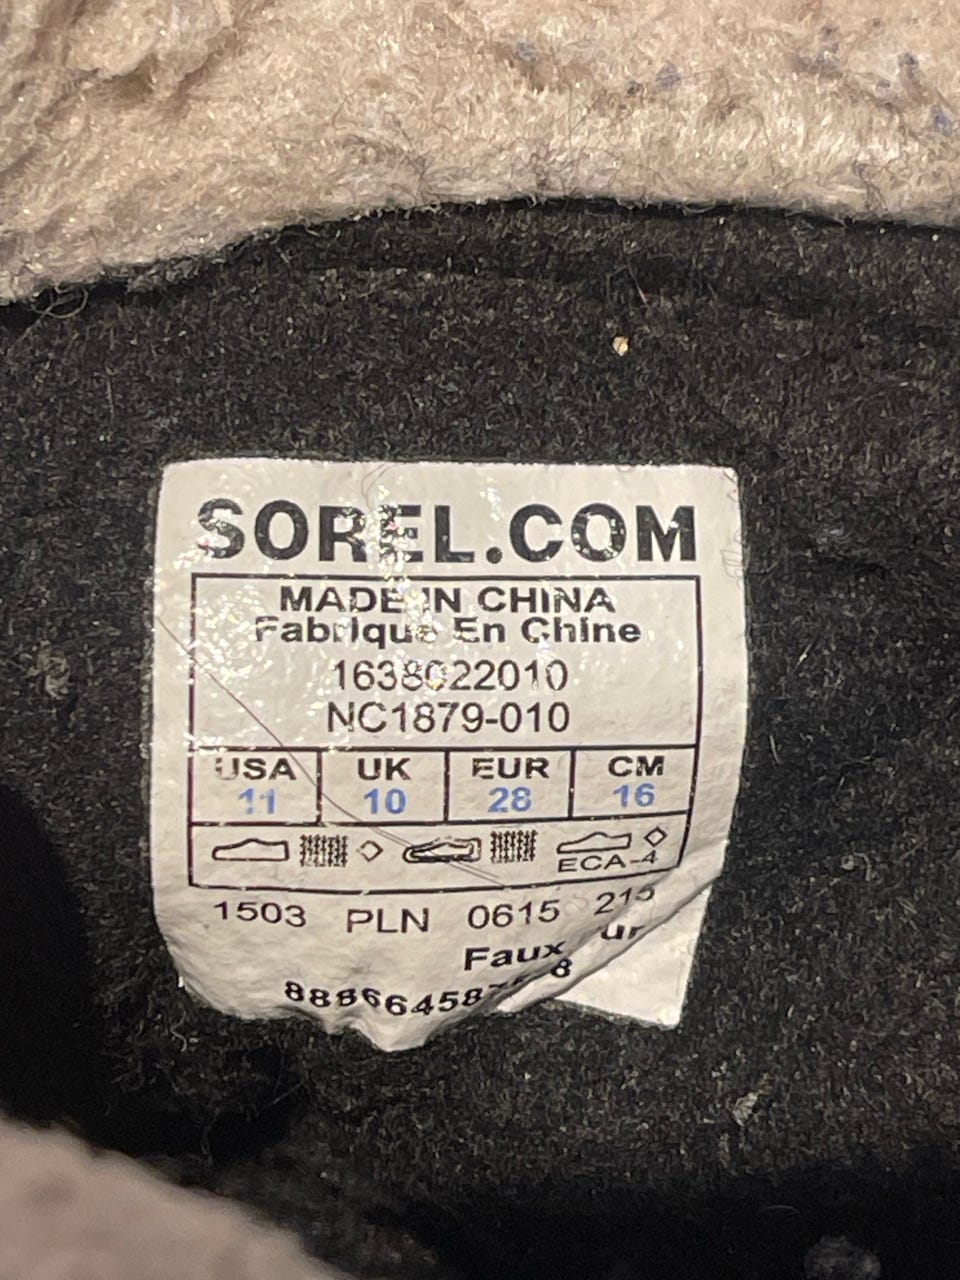 SOREL.COM
MADE IN CHINA
Fabrique En Chine
1638022010
NC1879-010
USA UK EUR CM
11 10 28 16
ECA-4
1503 PLN 0615
Faux